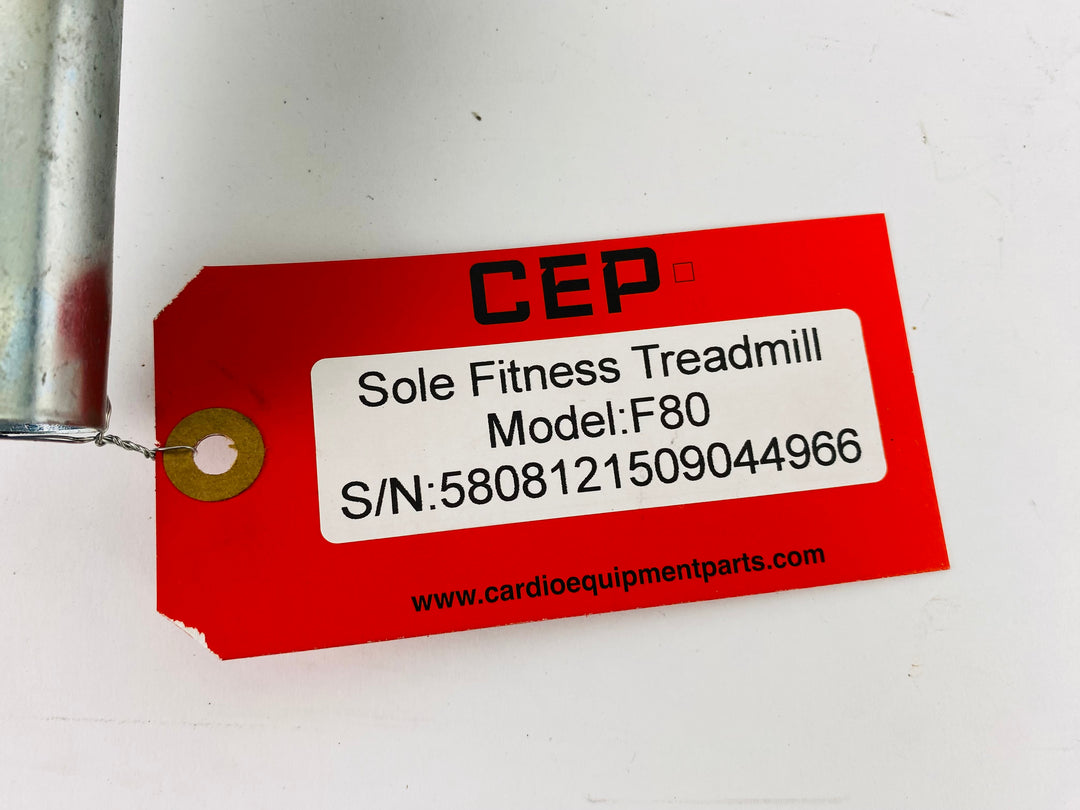 CEP
Sole Fitness Treadmill
Model:F80
S/N:5808121509044966
www.cardioequipmentparts.com